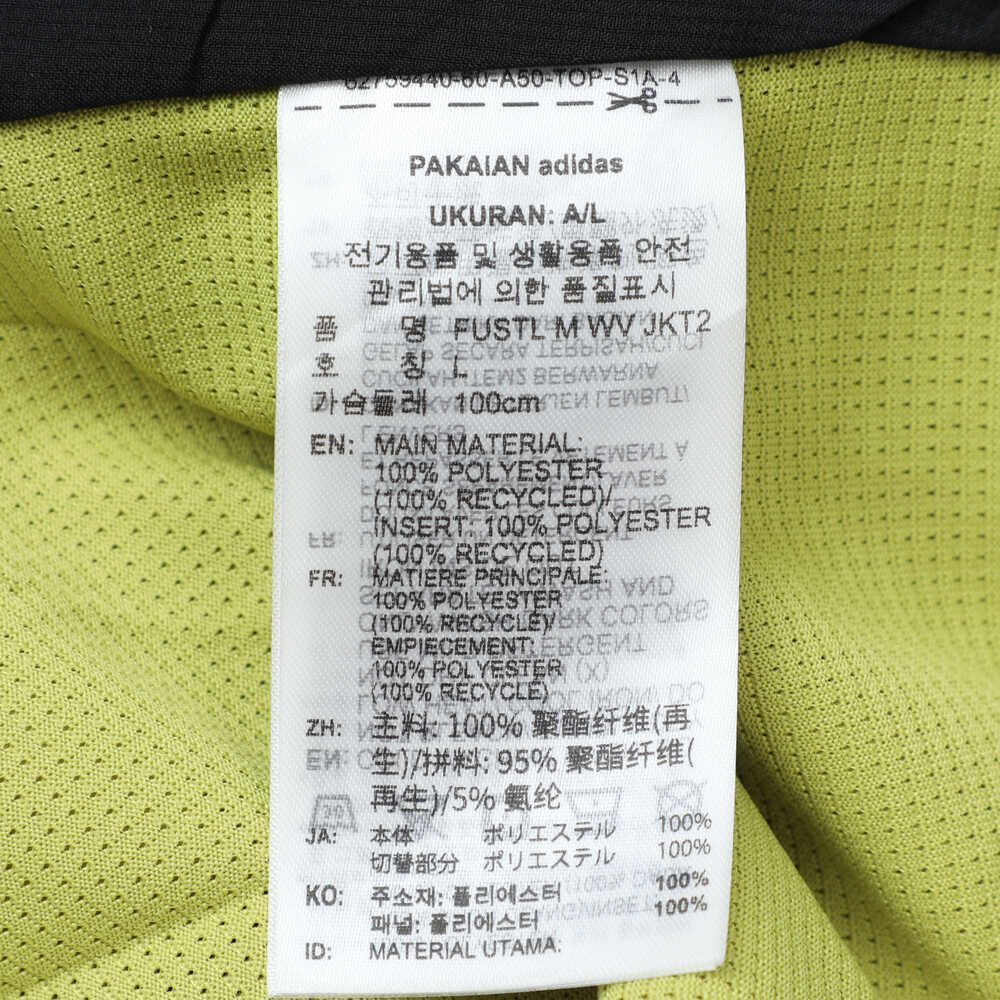 62759440-60-A50-TOP-S1A-4
PAKAIAN adidas
UKURAN: A/L
전기용품 및 생활용품 안전
관리법에 의한 품질표시
품 명 FUSTL M WV JKT2
호 칭 L
가슴둘레 100cm
EN: MAIN MATERIAL:
100% POLYESTER
(100% RECYCLED)/
INSERT: 100% POLYESTER
(100% RECYCLED)
FR: MATIERE PRINCIPALE:
100% POLYESTER
(100% RECYCLE)/
EMPIECEMENT:
100% POLYESTER
(100% RECYCLE)
ZH: 主料: 100% 聚酯纤维(再
生)/拼料: 95% 聚酯纤维(
再生)/5% 氨纶
JA: 本体 ポリエステル 100%
切替部分 ポリエステル 100%
KO: 주소재: 폴리에스터 100%
패널: 폴리에스터 100%
ID: MATERIAL UTAMA: